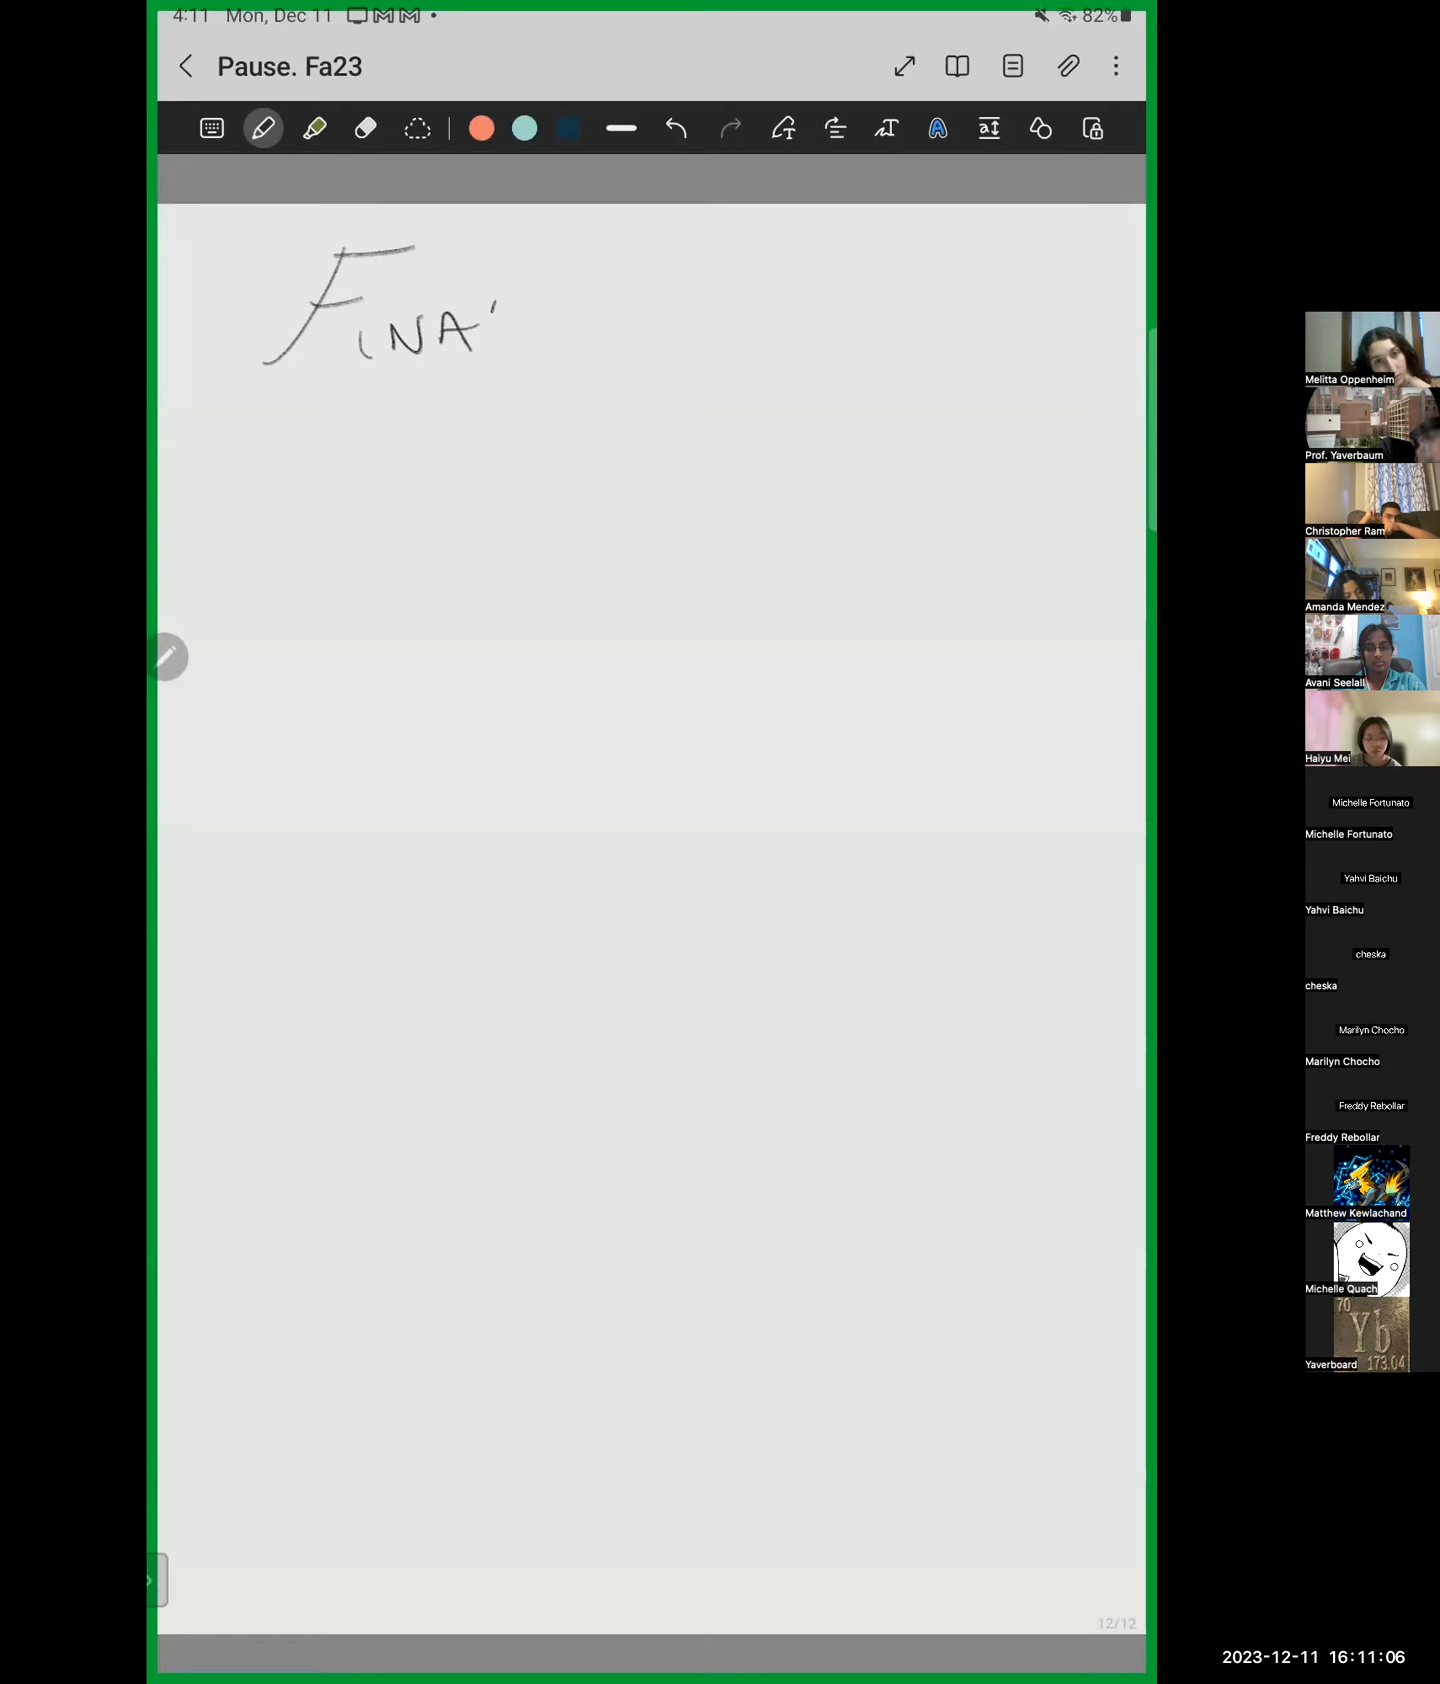 4:11 Mon, Dec 11
82%
Pause. Fa23
FINA
12/12
Melitta Oppenheim
Prof. Yaverbaum
Christopher Ram
Amanda Mendez
Avani Seelall
Haiyu Mei
Michelle Fortunato
Michelle Fortunato
Yahvi Baichu
Yahvi Baichu
cheska
cheska
Marilyn Chocho
Marilyn Chocho
Freddy Rebollar
Freddy Rebollar
Matthew Kewlachand
Michelle Quach
70
Yb
Yaverboard 173.04
2023-12-11 16:11:06